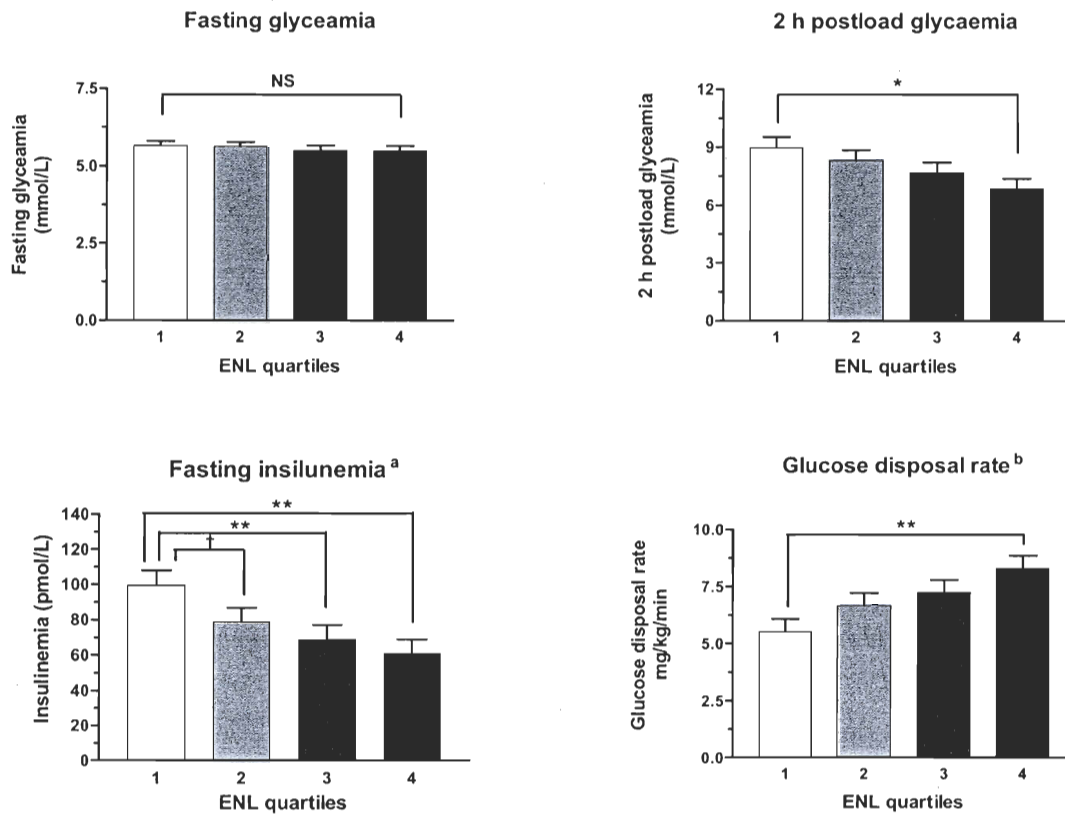 Fasting glyceamia
NS
7.5
5.0
2.5
0.0
Fasting glyceamia
(mmol/L)
1 2 3 4
ENL quartiles
2 h postload glycaemia
*
12
9
6
3
0
2 h postload glyceamia
(mmol/L)
1 2 3 4
ENL quartiles
Fasting insilunemia a
**
**
†
140
120
100
80
60
40
20
0
Insulinemia (pmol/L)
1 2 3 4
ENL quartiles
Glucose disposal rate b
**
10.0
7.5
5.0
2.5
0.0
Glucose disposal rate
mg/kg/min
1 2 3 4
ENL quartiles